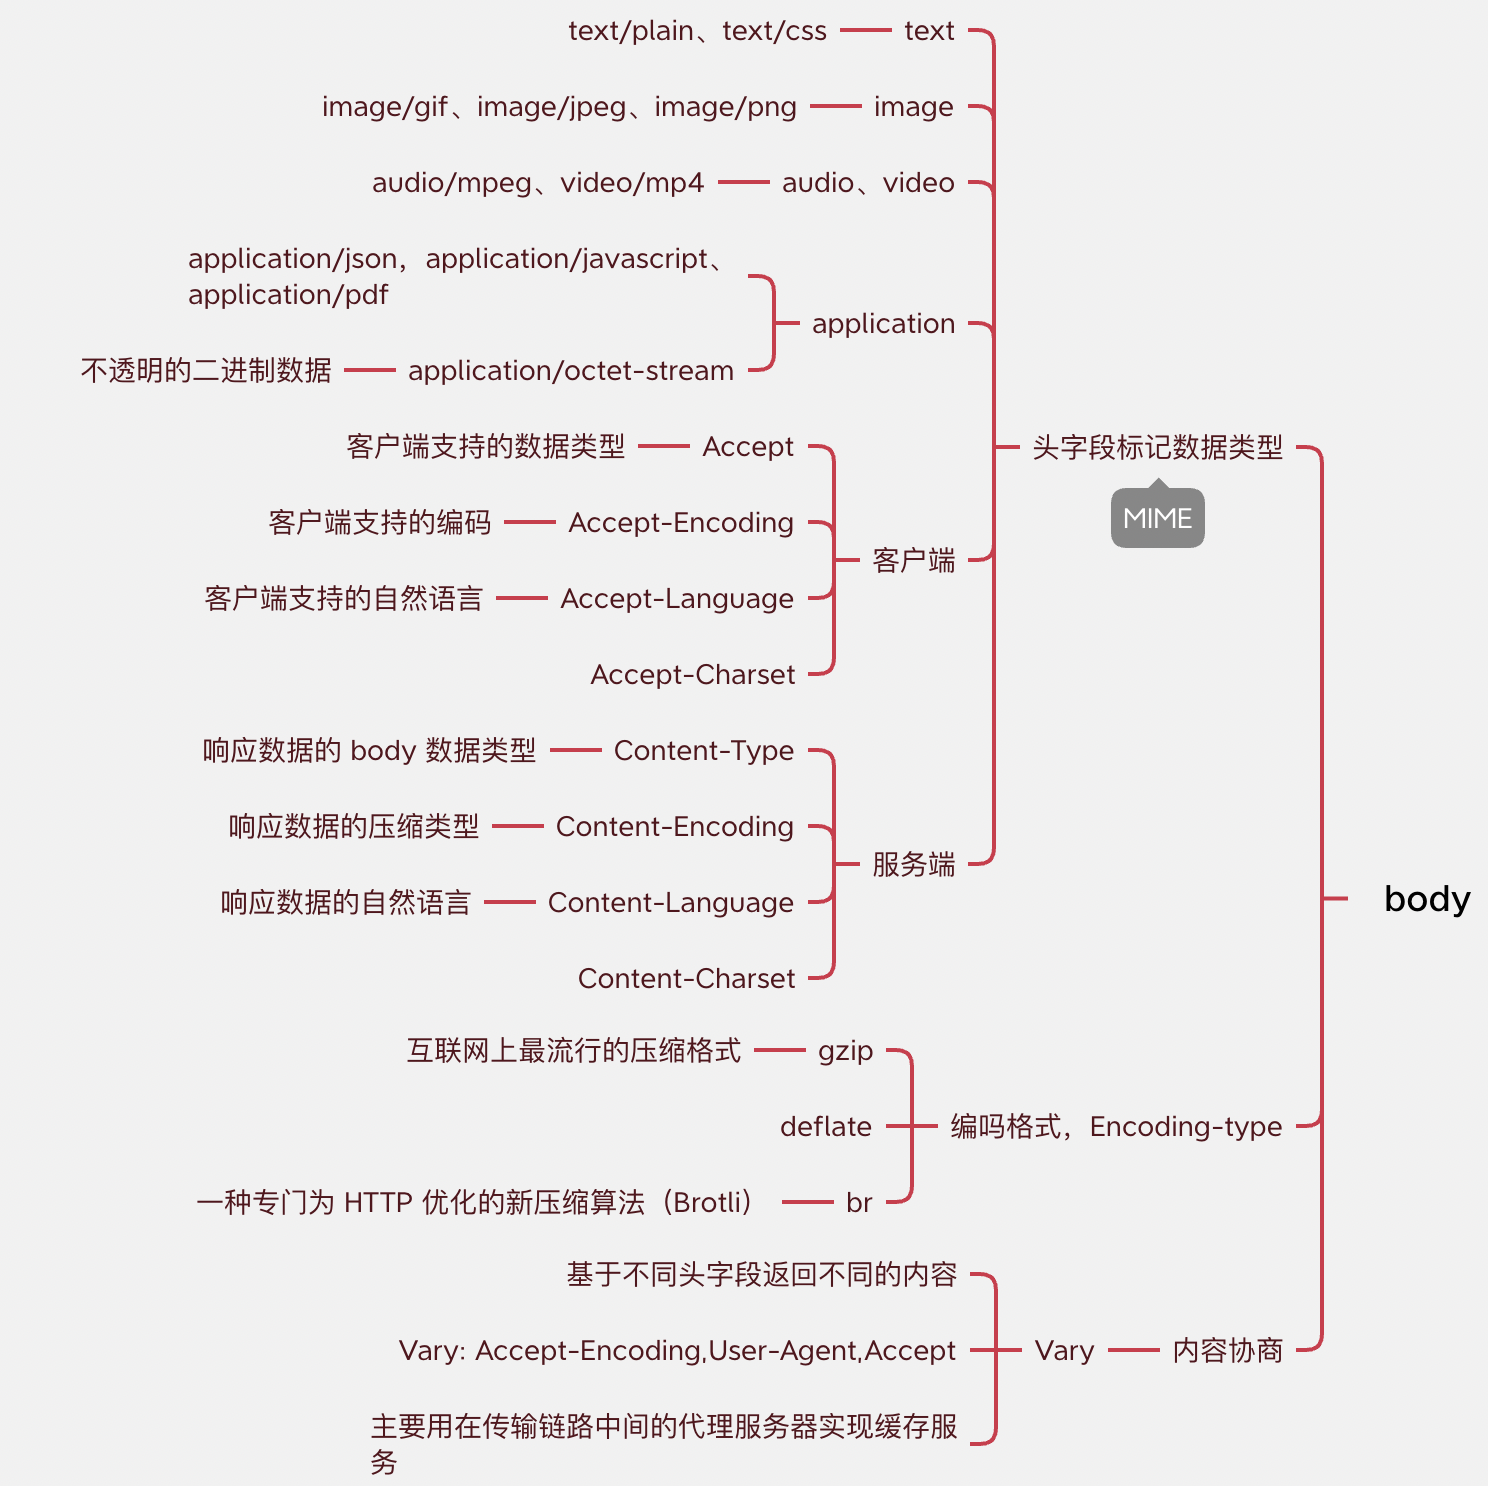 text/plain、text/css
text
image/gif、image/jpeg、image/png
image
audio/mpeg、video/mp4
audio、video
application/json，application/javascript、
application/pdf
application
不透明的二进制数据
application/octet-stream
客户端支持的数据类型
Accept
头字段标记数据类型
MIME
客户端支持的编码
Accept-Encoding
客户端
客户端支持的自然语言
Accept-Language
Accept-Charset
响应数据的 body 数据类型
Content-Type
响应数据的压缩类型
Content-Encoding
服务端
响应数据的自然语言
Content-Language
body
Content-Charset
互联网上最流行的压缩格式
gzip
deflate
编吗格式，Encoding-type
一种专门为 HTTP 优化的新压缩算法（Brotli）
br
基于不同头字段返回不同的内容
Vary: Accept-Encoding,User-Agent,Accept
Vary
内容协商
主要用在传输链路中间的代理服务器实现缓存服
务